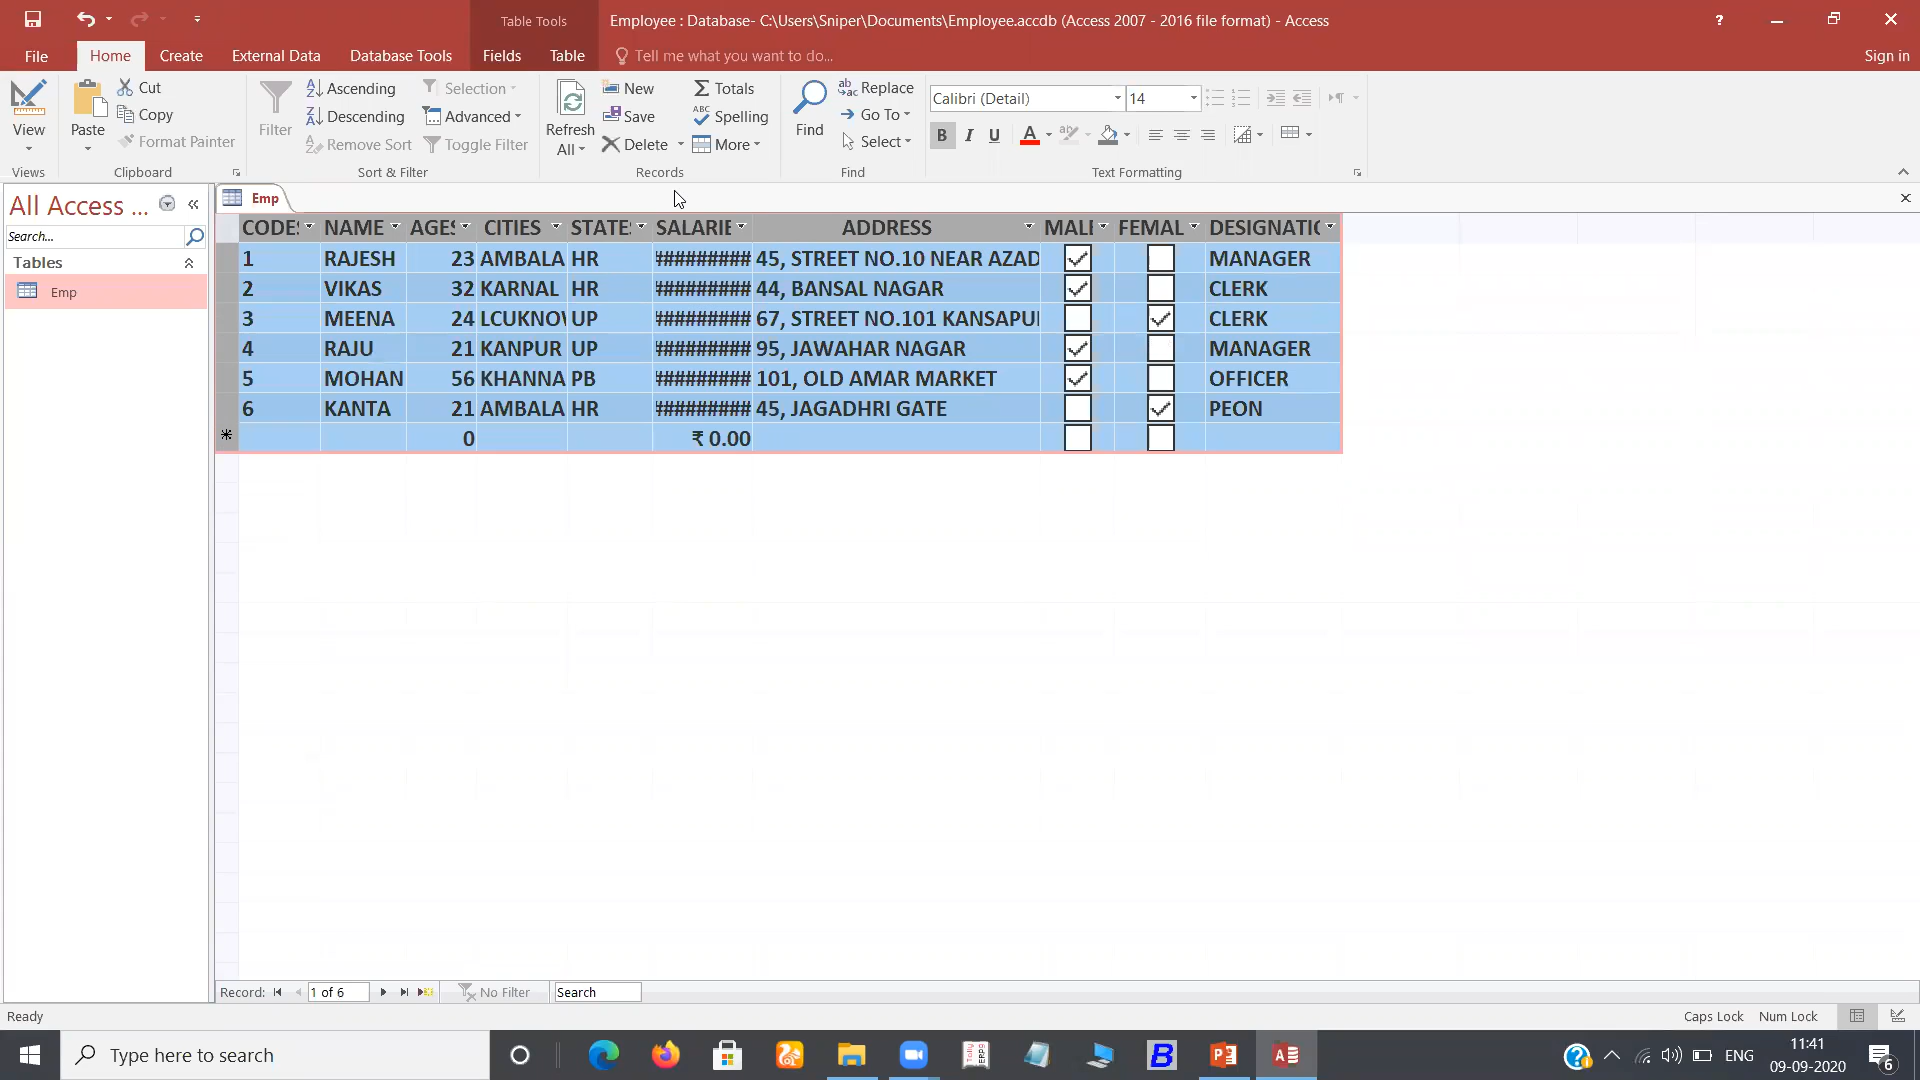 Table Tools
Employee : Database- C:\Users\Sniper\Documents\Employee.accdb (Access 2007 - 2016 file format) - Access
?
File Home Create External Data Database Tools Fields Table Tell me what you want to do... Sign in
View
Paste
Cut
Copy
Format Painter
Filter
Ascending
Descending
Remove Sort
Selection
Advanced
Toggle Filter
Refresh
All
New
Save
Delete
Totals
Spelling
More
Find
Replace
Go To
Select
Calibri (Detail) 14
B I U A
Views Clipboard Sort & Filter Records Find Text Formatting
All Access ...
Search...
Tables
Emp
Emp
CODES NAME AGES CITIES STATES SALARIE ADDRESS MALE FEMAL DESIGNATIO
1 RAJESH 23 AMBALA HR ######### 45, STREET NO.10 NEAR AZAD MANAGER
2 VIKAS 32 KARNAL HR ######### 44, BANSAL NAGAR CLERK
3 MEENA 24 LCUKNOW UP ######### 67, STREET NO.101 KANSAPUR CLERK
4 RAJU 21 KANPUR UP ######### 95, JAWAHAR NAGAR MANAGER
5 MOHAN 56 KHANNA PB ######### 101, OLD AMAR MARKET OFFICER
6 KANTA 21 AMBALA HR ######### 45, JAGADHRI GATE PEON
* 0 ₹ 0.00
Record: 1 of 6 No Filter Search
Ready Caps Lock Num Lock
Type here to search
ENG
11:41
09-09-2020
6